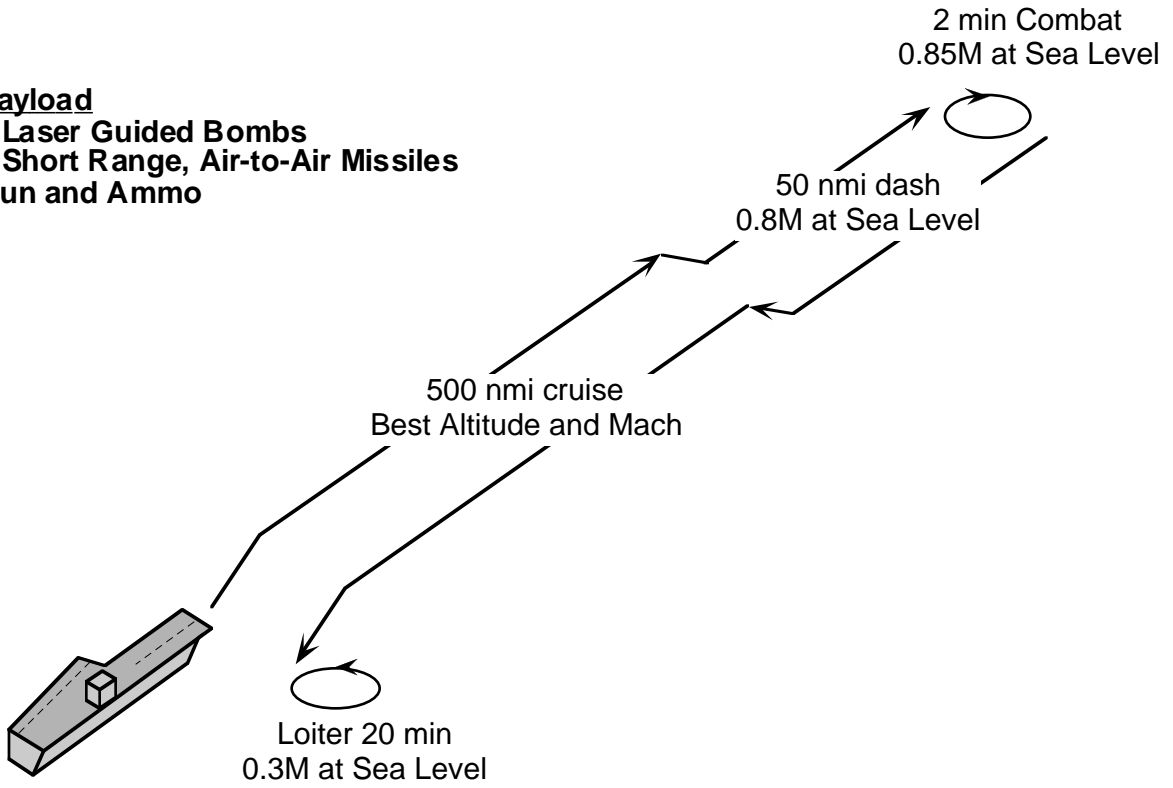 2 min Combat
0.85M at Sea Level
ayload
Laser Guided Bombs
Short Range, Air-to-Air Missiles
un and Ammo
50 nmi dash
0.8M at Sea Level
500 nmi cruise
Best Altitude and Mach
Loiter 20 min
0.3M at Sea Level